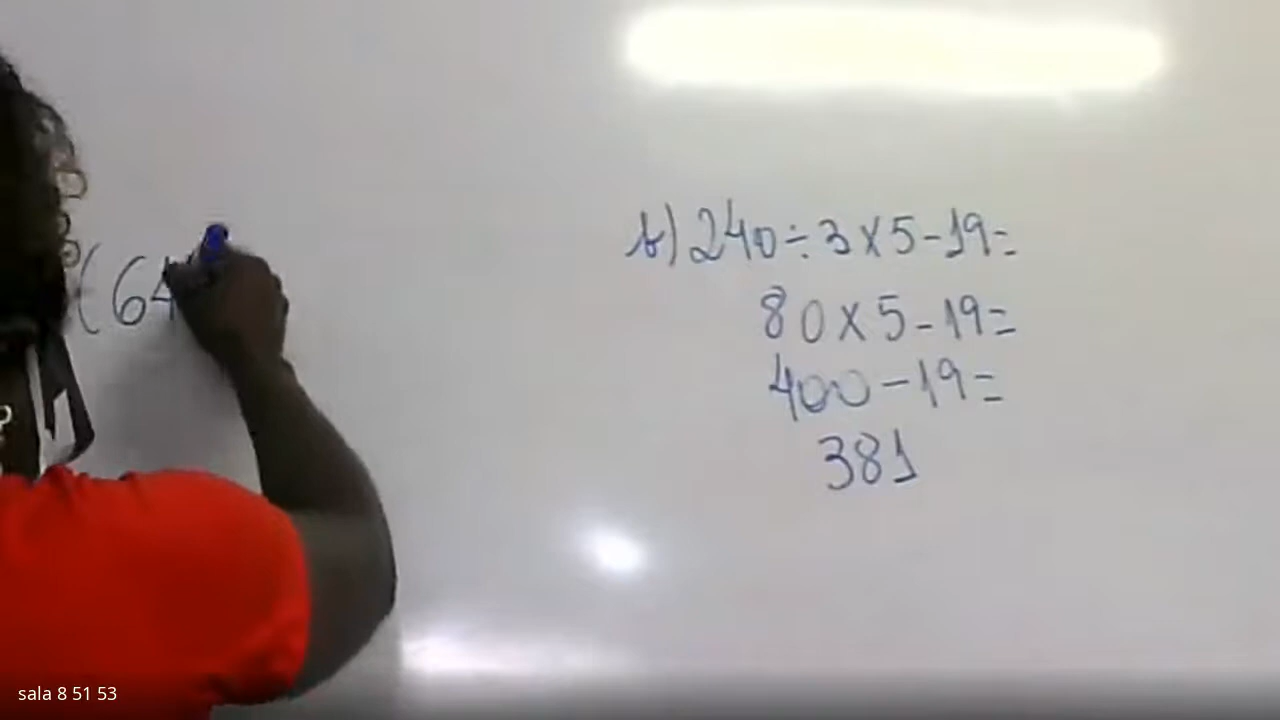 (64
b) 240÷3x5-19=
80x5-19=
400-19=
381
sala 8 51 53